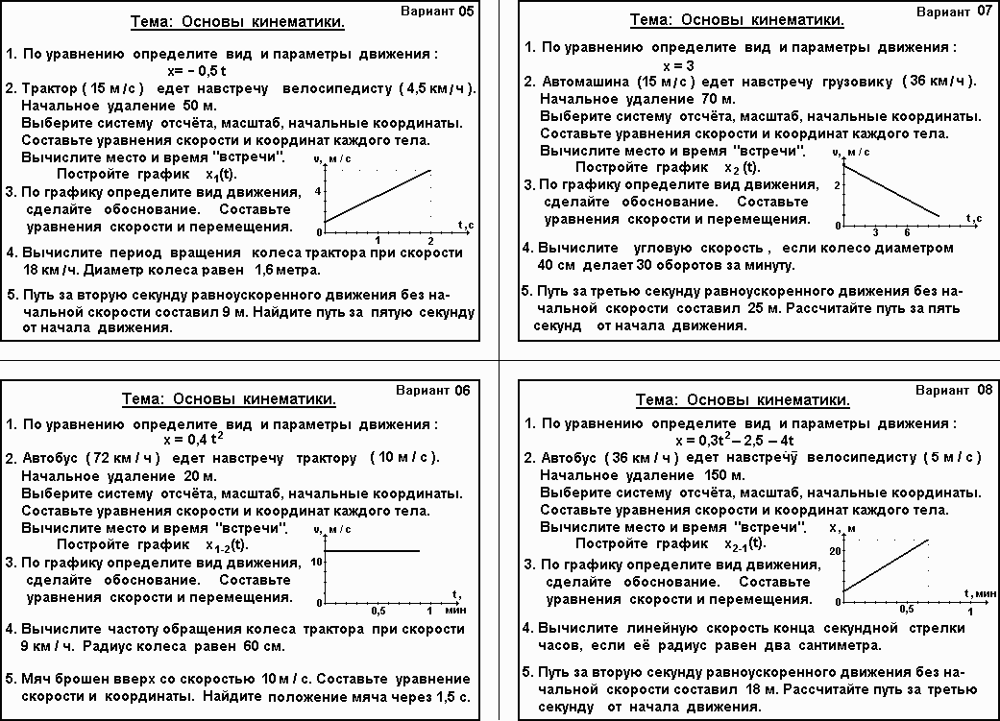 Вариант 05
Тема: Основы кинематики.
1. По уравнению определите вид и параметры движения :
x= − 0,5 t
2. Трактор ( 15 м/с ) едет навстречу велосипедисту ( 4,5 км/ч ).
Начальное удаление 50 м.
Выберите систему отсчёта, масштаб, начальные координаты.
Составьте уравнения скорости и координат каждого тела.
Вычислите место и время "встречи".
Постройте график x1(t).
3. По графику определите вид движения,
сделайте обоснование. Составьте
уравнения скорости и перемещения.
υ, м / с
4
0
1 2
t,с
4. Вычислите период вращения колеса трактора при скорости
18 км /ч. Диаметр колеса равен 1,6 метра.
5. Путь за вторую секунду равноускоренного движения без на-
чальной скорости составил 9 м. Найдите путь за пятую секунду
от начала движения.
Вариант 07
Тема: Основы кинематики.
1. По уравнению определите вид и параметры движения :
x = 3
2. Автомашина (15 м/с ) едет навстречу грузовику ( 36 км/ч ).
Начальное удаление 70 м.
Выберите систему отсчёта, масштаб, начальные координаты.
Составьте уравнения скорости и координат каждого тела.
Вычислите место и время "встречи".
Постройте график x2 (t).
3. По графику определите вид движения,
сделайте обоснование. Составьте
уравнения скорости и перемещения.
υ, м / с
2
0
3 6
t,с
4. Вычислите угловую скорость , если колесо диаметром
40 см делает 30 оборотов за минуту.
5. Путь за третью секунду равноускоренного движения без на-
чальной скорости составил 25 м. Рассчитайте путь за пять
секунд от начала движения.
Вариант 06
Тема: Основы кинематики.
1. По уравнению определите вид и параметры движения :
x = 0,4 t²
2. Автобус ( 72 км / ч ) едет навстречу трактору ( 10 м / с ).
Начальное удаление 20 м.
Выберите систему отсчёта, масштаб, начальные координаты.
Составьте уравнения скорости и координат каждого тела.
Вычислите место и время "встречи".
Постройте график x1-2(t).
3. По графику определите вид движения,
сделайте обоснование. Составьте
уравнения скорости и перемещения.
υ, м / с
10
0
0,5 1
t,
мин
4. Вычислите частоту обращения колеса трактора при скорости
9 км / ч. Радиус колеса равен 60 см.
5. Мяч брошен вверх со скоростью 10 м / с. Составьте уравнение
скорости и координаты. Найдите положение мяча через 1,5 с.
Вариант 08
Тема: Основы кинематики.
1. По уравнению определите вид и параметры движения :
x = 0,3t² – 2,5 – 4t
2. Автобус ( 36 км / ч ) едет навстречу велосипедисту ( 5 м / с )
Начальное удаление 150 м.
Выберите систему отсчёта, масштаб, начальные координаты.
Составьте уравнения скорости и координат каждого тела.
Вычислите место и время "встречи".
Постройте график x2-1(t).
3. По графику определите вид движения,
сделайте обоснование. Составьте
уравнения скорости и перемещения.
X, м
20
0
0,5 1
t, мин
4. Вычислите линейную скорость конца секундной стрелки
часов, если её радиус равен два сантиметра.
5. Путь за вторую секунду равноускоренного движения без на-
чальной скорости составил 18 м. Рассчитайте путь за третью
секунду от начала движения.